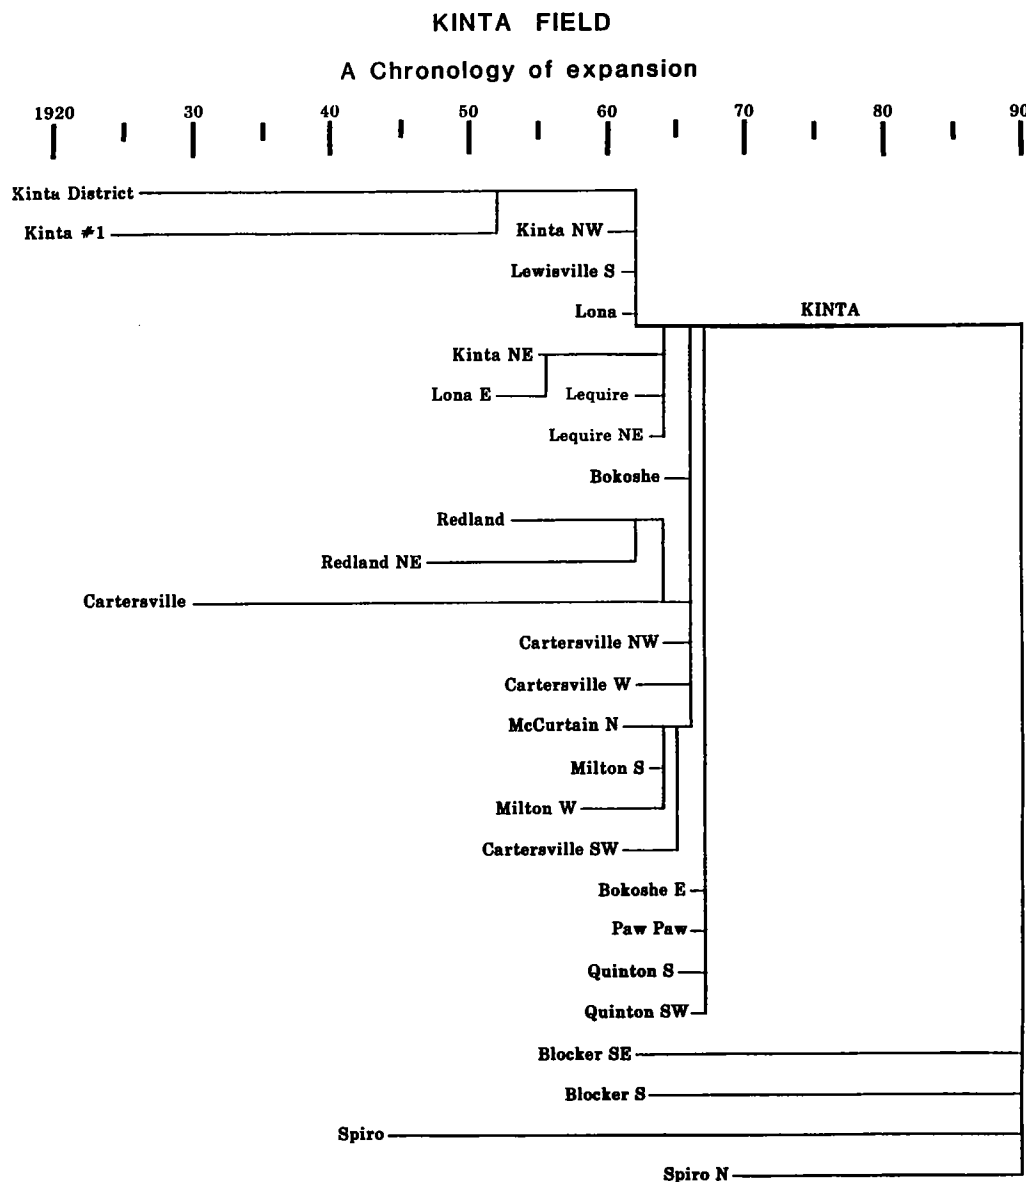 KINTA FIELD
A Chronology of expansion
1920 30 40 50 60 70 80 90
Kinta District
Kinta #1
Kinta NW
Lewisville S
Lona
KINTA
Kinta NE
Lona E
Lequire
Lequire NE
Bokoshe
Redland
Redland NE
Cartersville
Cartersville NW
Cartersville W
McCurtain N
Milton S
Milton W
Cartersville SW
Bokoshe E
Paw Paw
Quinton S
Quinton SW
Blocker SE
Blocker S
Spiro
Spiro N